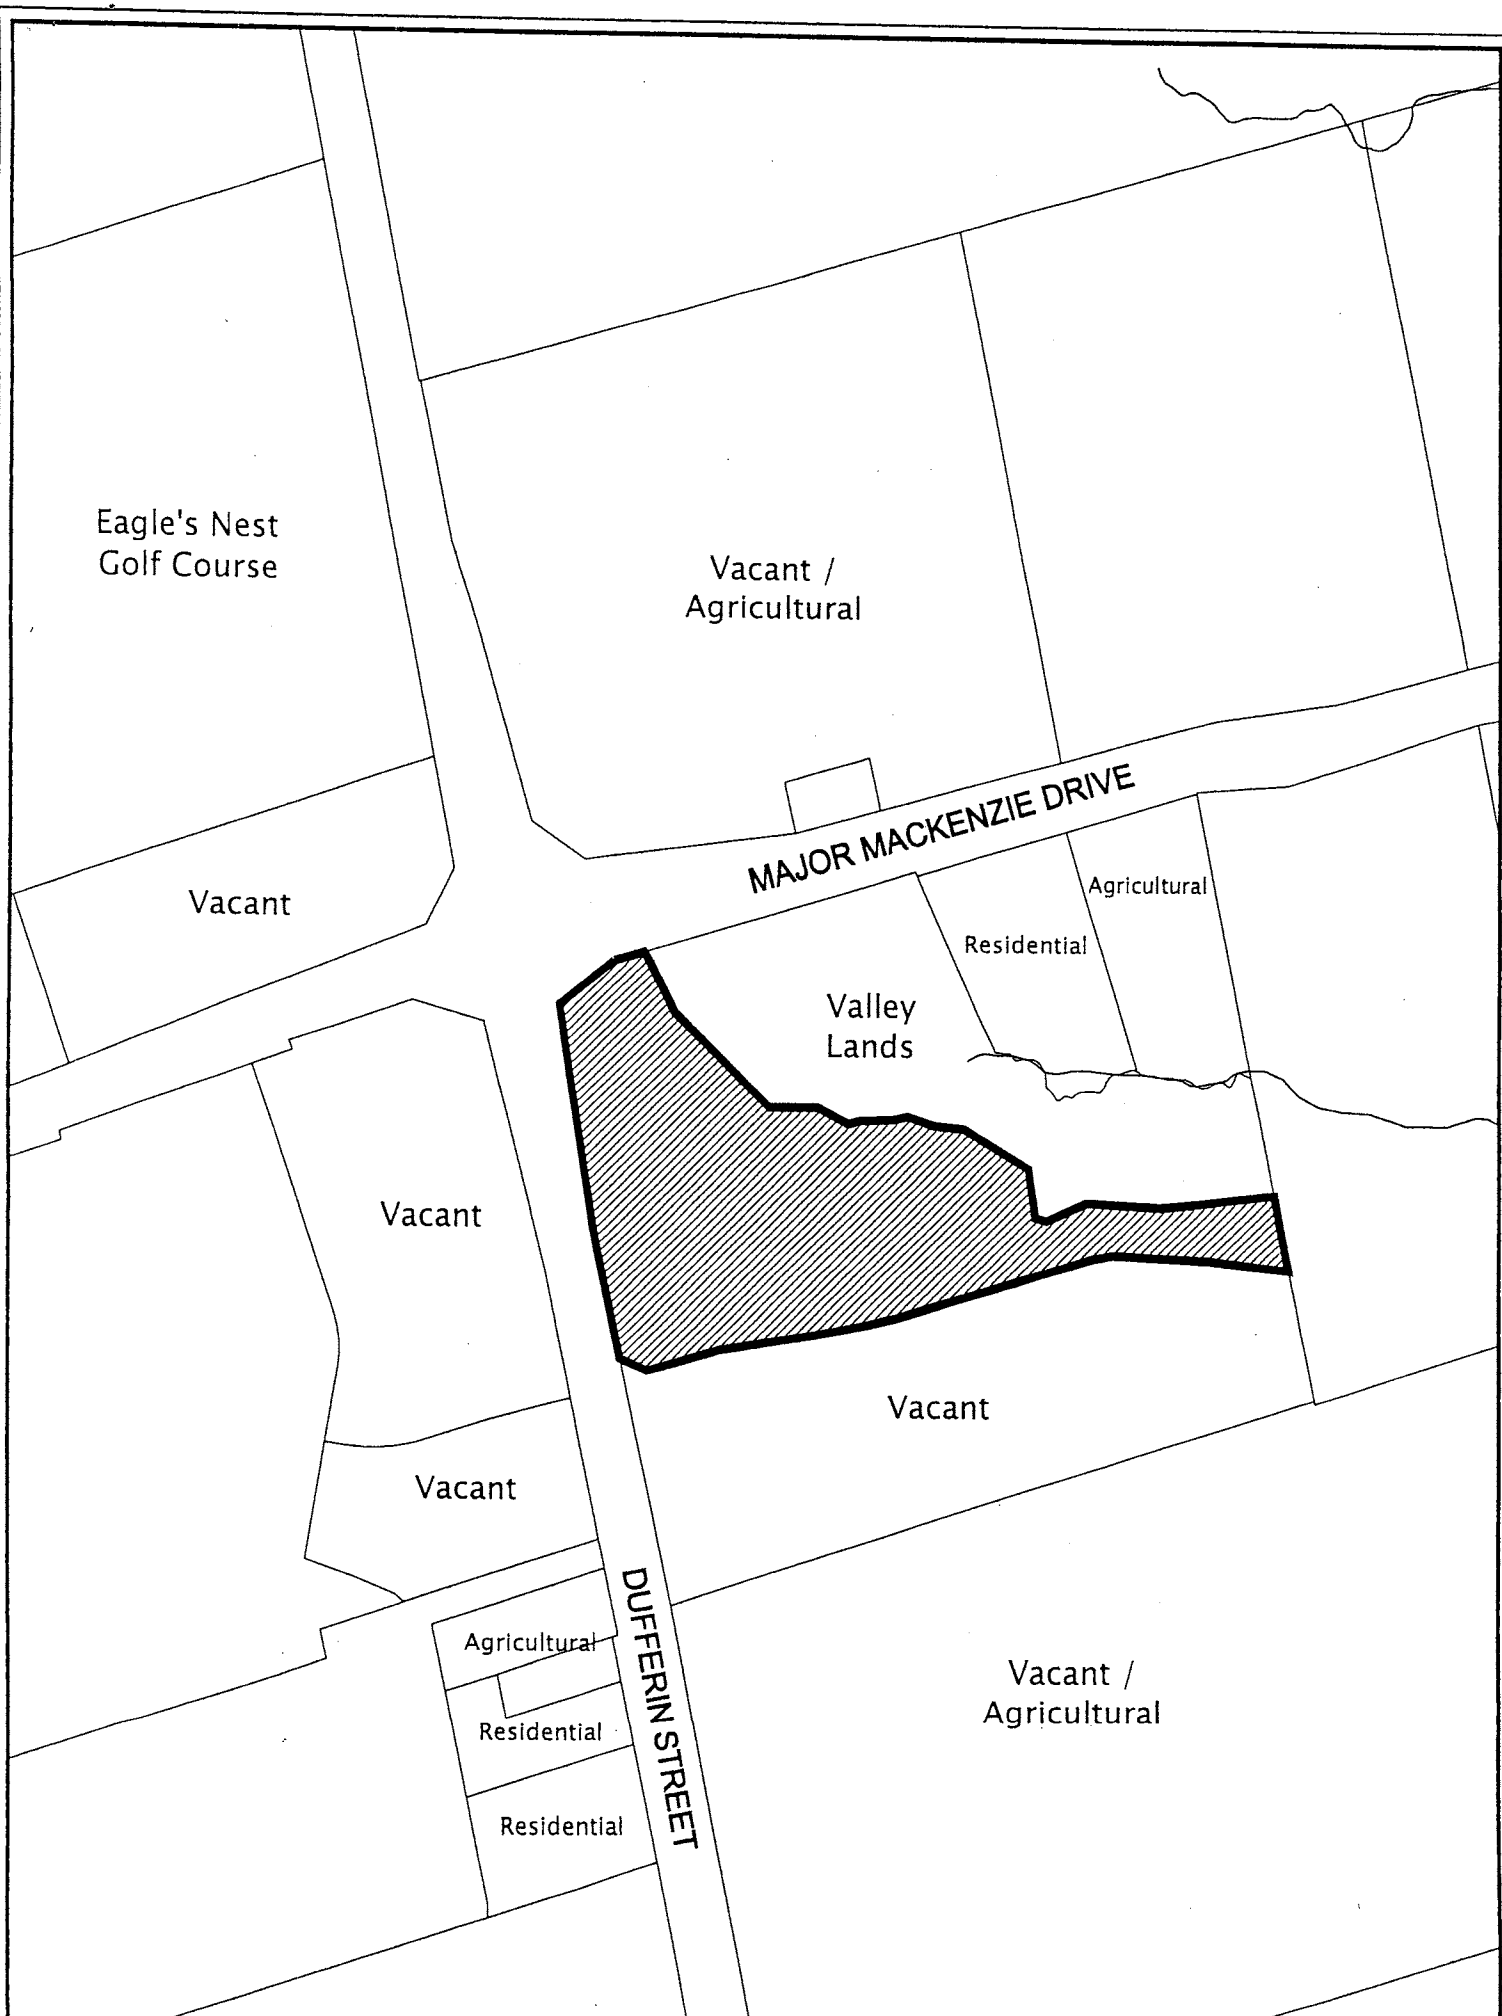 Eagle's Nest
Golf Course
Vacant /
Agricultural
MAJOR MACKENZIE DRIVE
Vacant
Agricultural
Residential
Valley
Lands
Vacant
Vacant
Vacant
DUFFERIN STREET
Agricultural
Vacant /
Agricultural
Residential
Residential